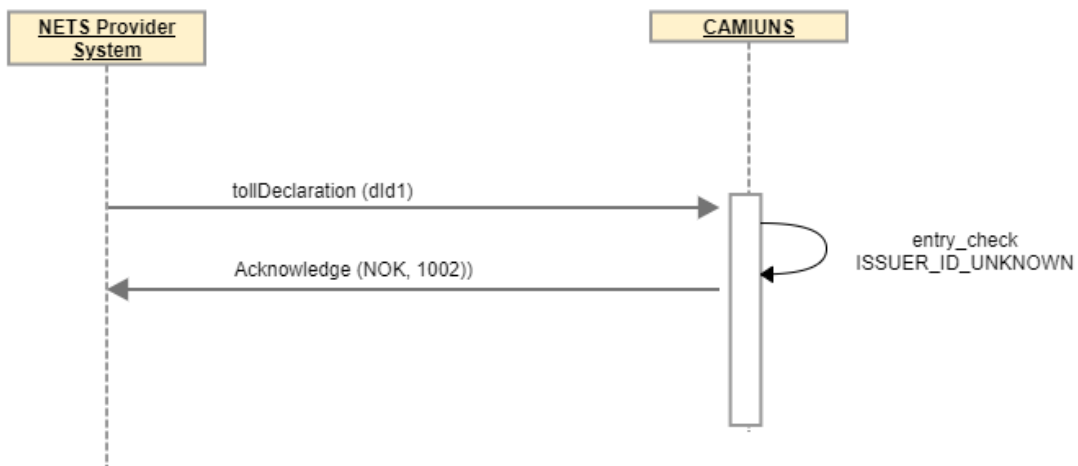 NETS Provider
System
CAMIUNS
tollDeclaration (dId1)
entry_check
ISSUER_ID_UNKNOWN
Acknowledge (NOK, 1002))